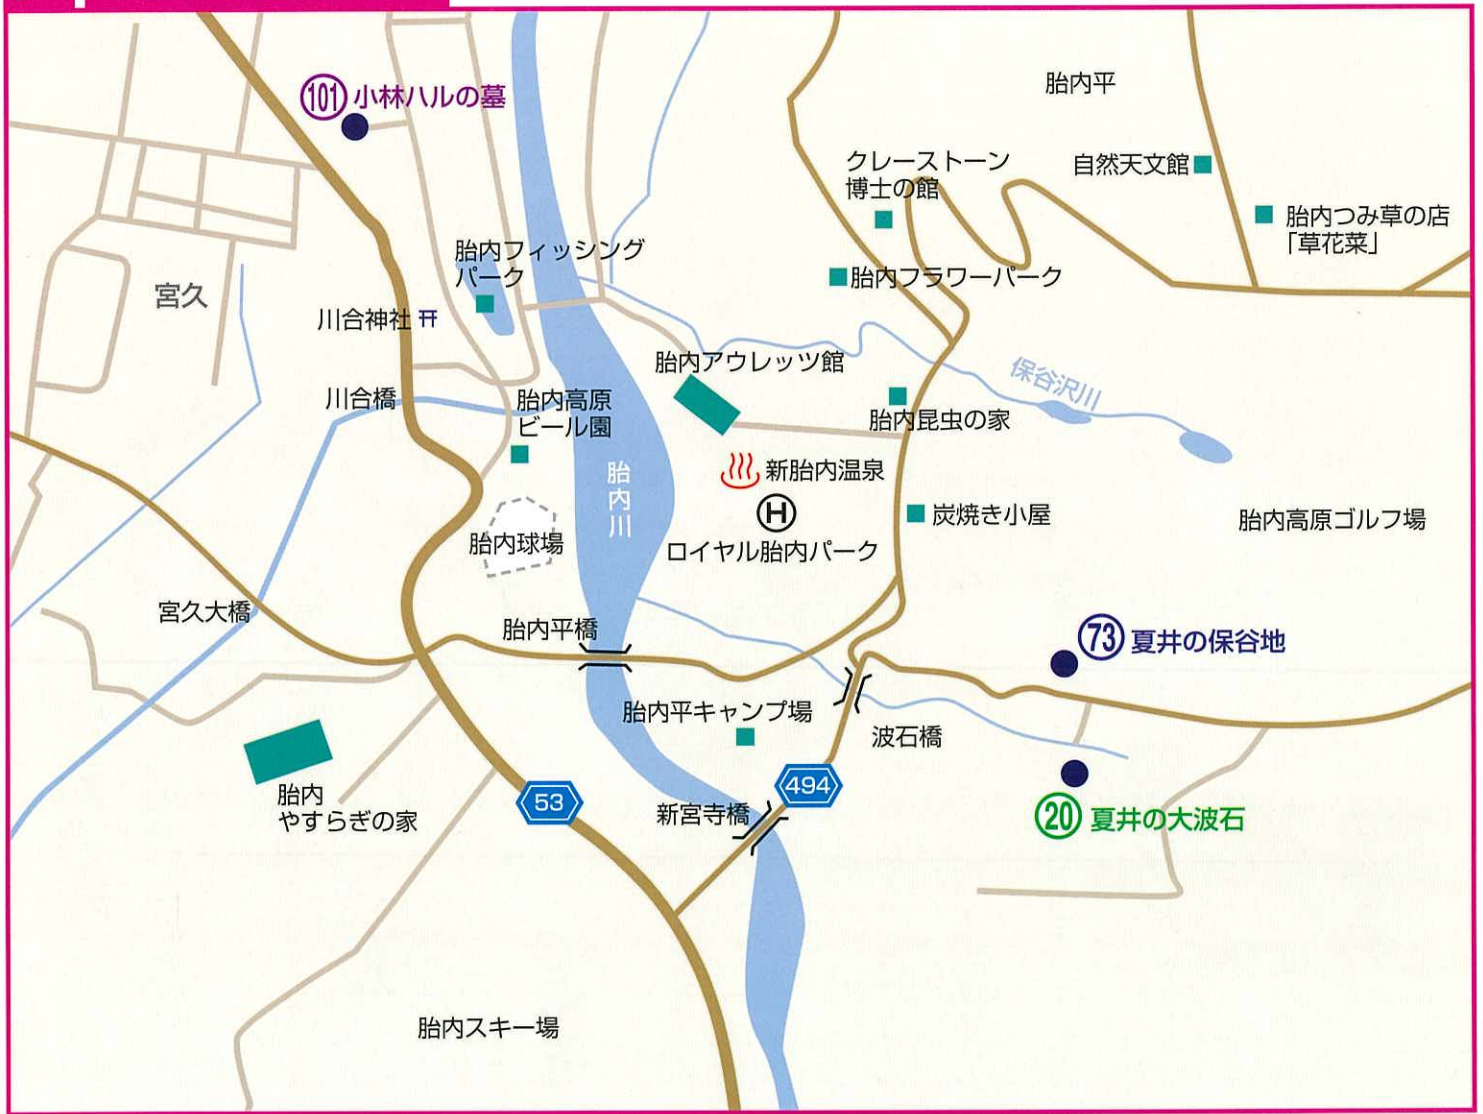 101 小林ハルの墓
胎内平
クレーストーン
博士の館
自然天文館
胎内つみ草の店
「草花菜」
胎内フィッシング
パーク
胎内フラワーパーク
宮久
川合神社
胎内アウレッツ館
保谷沢川
川合橋
胎内高原
ビール園
胎内昆虫の家
胎内川
新胎内温泉
H
炭焼き小屋
胎内高原ゴルフ場
胎内球場
ロイヤル胎内パーク
宮久大橋
胎内平橋
73 夏井の保谷地
胎内平キャンプ場
波石橋
胎内
やすらぎの家
53
494
新宮寺橋
20 夏井の大波石
胎内スキー場